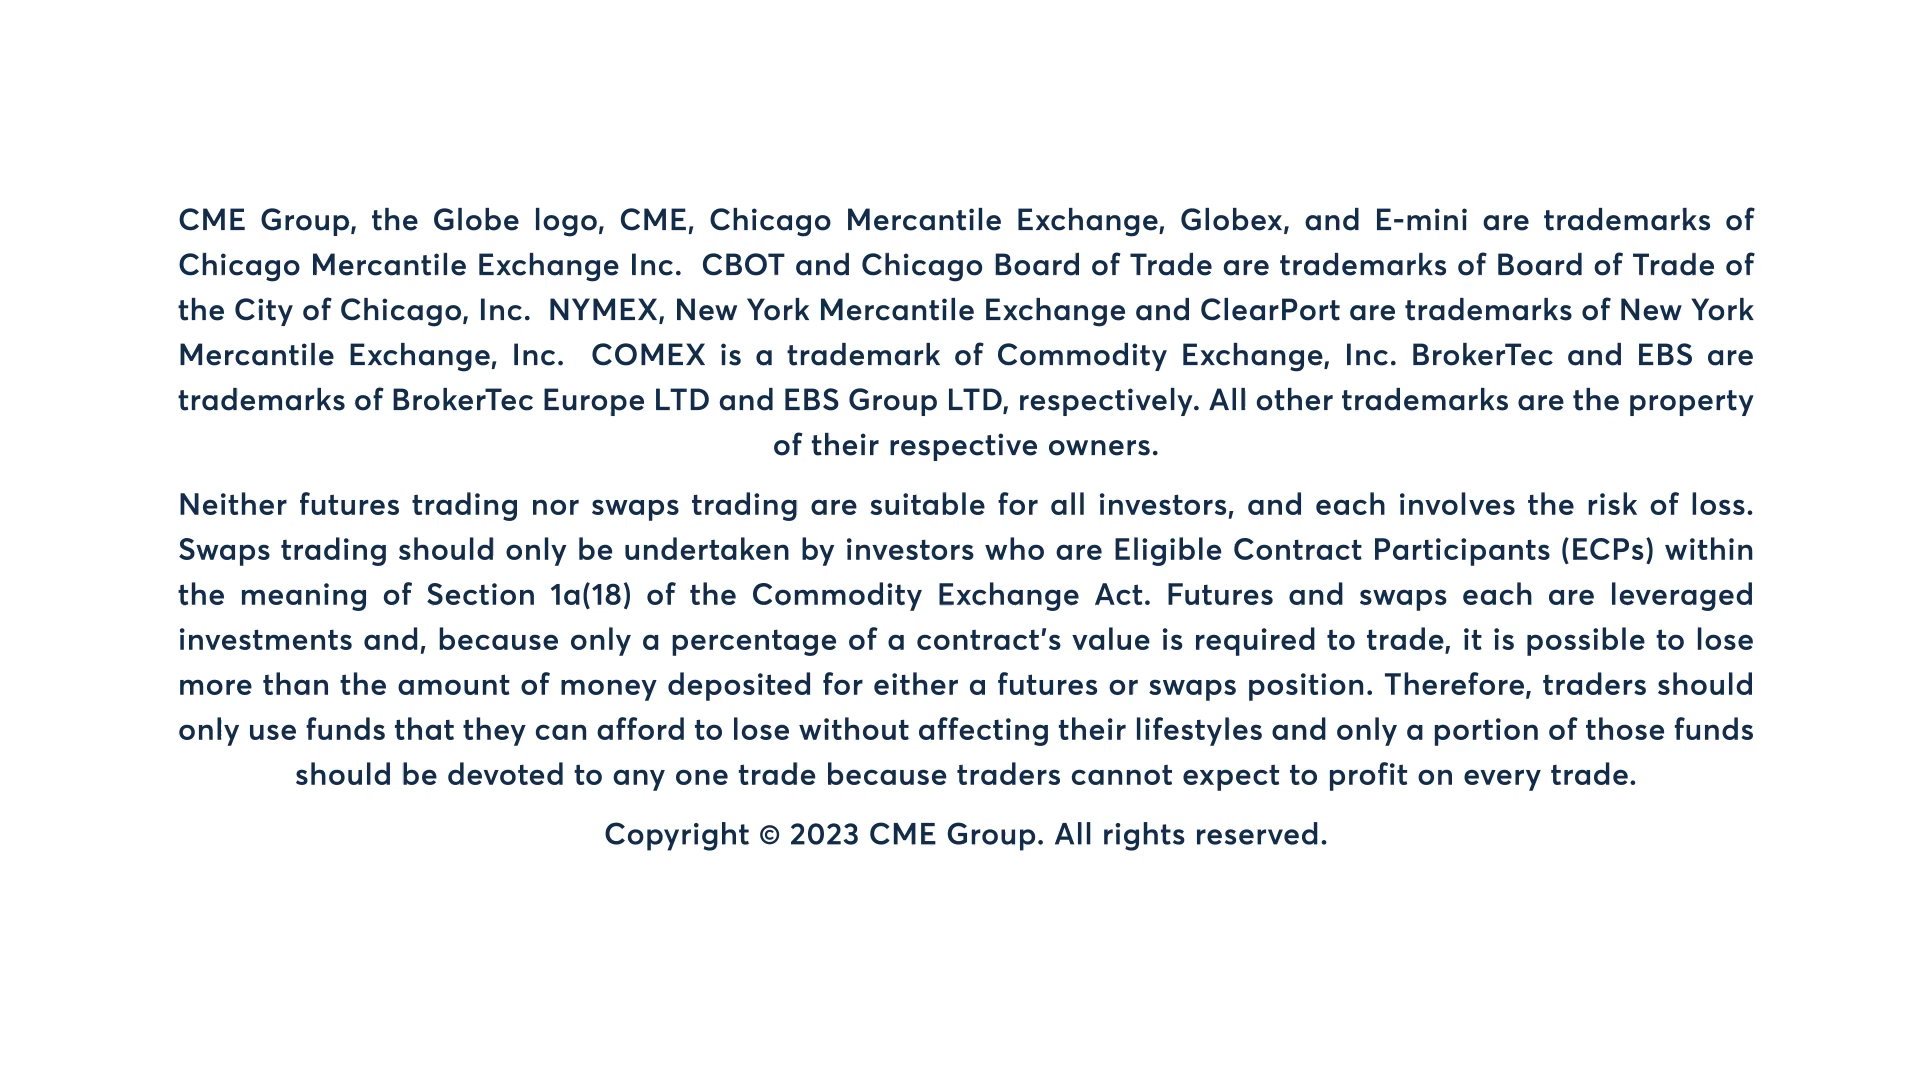 CME Group, the Globe logo, CME, Chicago Mercantile Exchange, Globex, and E-mini are trademarks of
Chicago Mercantile Exchange Inc.  CBOT and Chicago Board of Trade are trademarks of Board of Trade of
the City of Chicago, Inc.  NYMEX, New York Mercantile Exchange and ClearPort are trademarks of New York
Mercantile Exchange, Inc.  COMEX is a trademark of Commodity Exchange, Inc. BrokerTec and EBS are
trademarks of BrokerTec Europe LTD and EBS Group LTD, respectively. All other trademarks are the property
of their respective owners.
Neither futures trading nor swaps trading are suitable for all investors, and each involves the risk of loss.
Swaps trading should only be undertaken by investors who are Eligible Contract Participants (ECPs) within
the meaning of Section 1a(18) of the Commodity Exchange Act. Futures and swaps each are leveraged
investments and, because only a percentage of a contract's value is required to trade, it is possible to lose
more than the amount of money deposited for either a futures or swaps position. Therefore, traders should
only use funds that they can afford to lose without affecting their lifestyles and only a portion of those funds
should be devoted to any one trade because traders cannot expect to profit on every trade.
Copyright © 2023 CME Group. All rights reserved.